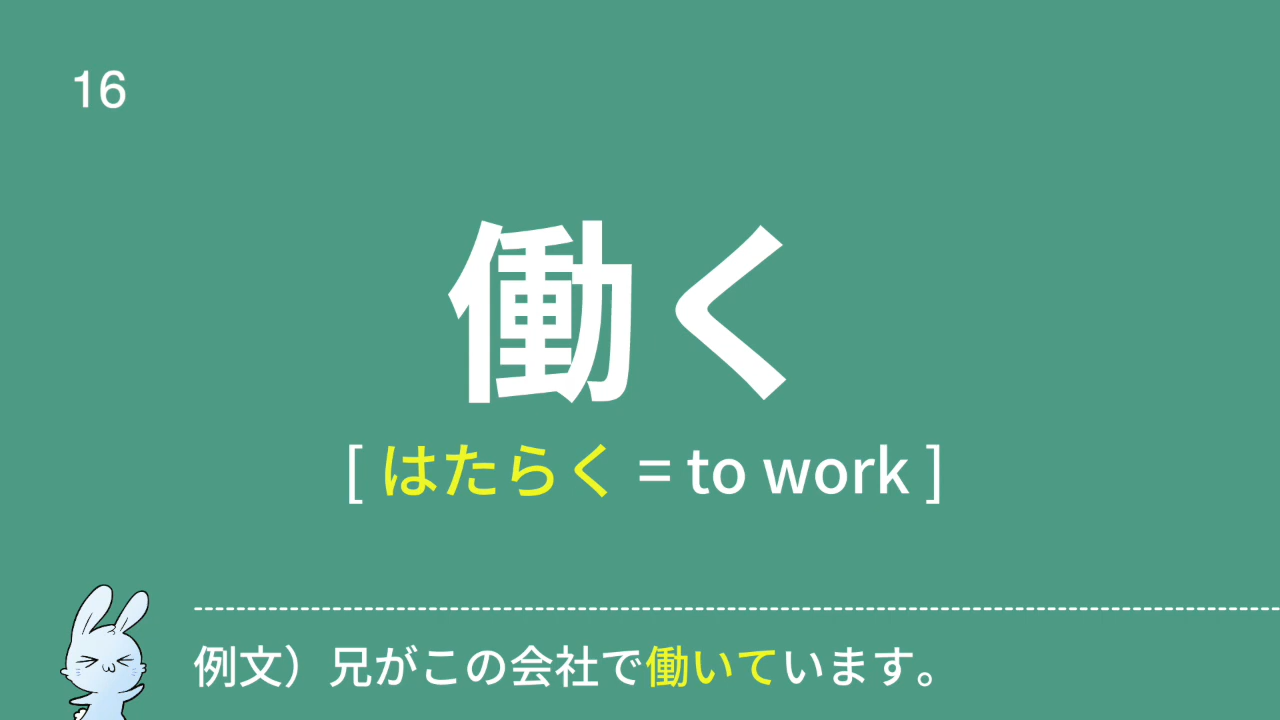 16
働く
[ はたらく = to work ]
例文）兄がこの会社で働いています。